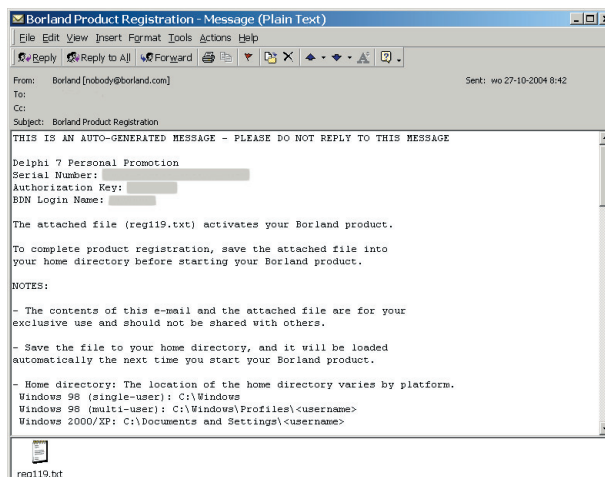 Borland Product Registration - Message (Plain Text)
File Edit View Insert Format Tools Actions Help
Reply Reply to All Forward
From: Borland [nobody@borland.com] Sent: wo 27-10-2004 8:42
To:
Cc:
Subject: Borland Product Registration
THIS IS AN AUTO-GENERATED MESSAGE - PLEASE DO NOT REPLY TO THIS MESSAGE
Delphi 7 Personal Promotion
Serial Number:
Authorization Key:
BDN Login Name:
The attached file (reg119.txt) activates your Borland product.
To complete product registration, save the attached file into
your home directory before starting your Borland product.
NOTES:
- The contents of this e-mail and the attached file are for your
exclusive use and should not be shared with others.
- Save the file to your home directory, and it will be loaded
automatically the next time you start your Borland product.
- Home directory: The location of the home directory varies by platform.
Windows 98 (single-user): C:\Windows
Windows 98 (multi-user): C:\Windows\Profiles\<username>
Windows 2000/XP: C:\Documents and Settings\<username>
reg119.txt